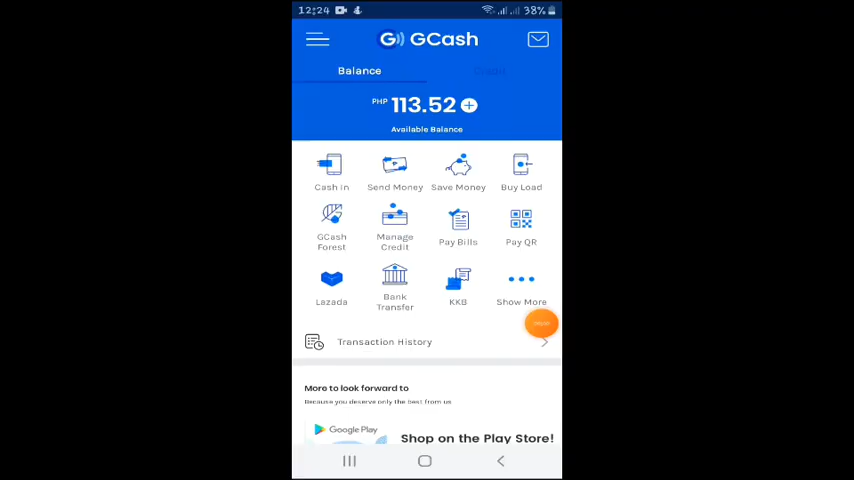 12:24 38%
GCash
Balance Credit
PHP 113.52
Available Balance
Cash In Send Money Save Money Buy Load
GCash Forest Manage Credit Pay Bills Pay QR
Lazada Bank Transfer KKB Show More
Transaction History
More to look forward to
Because you deserve only the best from us
Google Play
Shop on the Play Store!